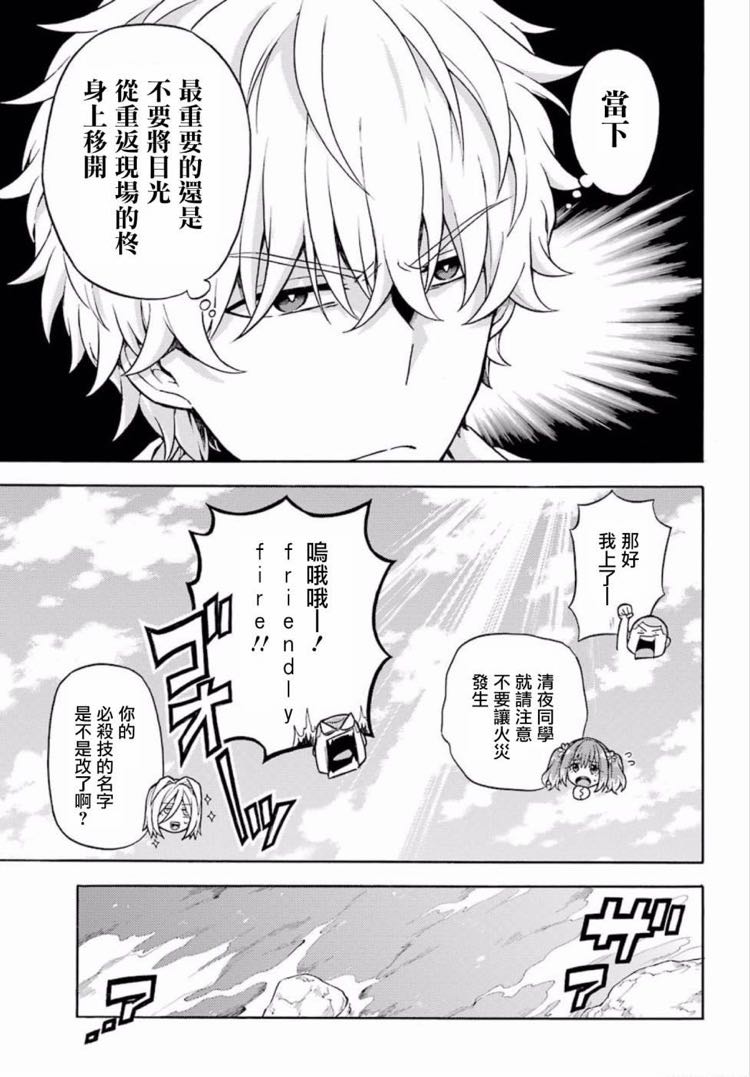 當下
最重要的還是
不要將目光
從重返現場的柊
身上移開
那好
我上了ー
清夜同學
就請注意
不要讓火災
發生
嗚哦哦ー!
friendly
fire!!
ゴオーッ
你的
必殺技的名字
是不是改了啊?
ザァ
ァ…